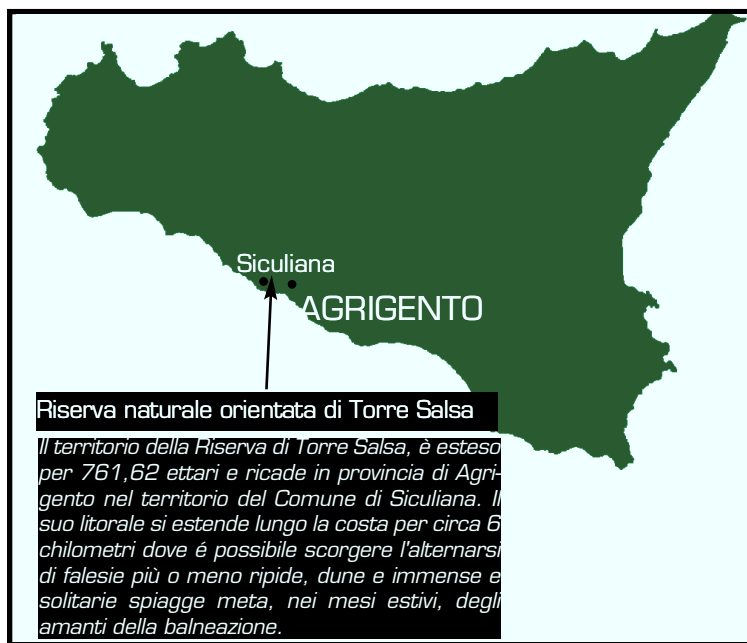 Siculiana
AGRIGENTO
Riserva naturale orientata di Torre Salsa
Il territorio della Riserva di Torre Salsa, è esteso
per 761,62 ettari e ricade in provincia di Agri-
gento nel territorio del Comune di Siculiana. Il
suo litorale si estende lungo la costa per circa 6
chilometri dove é possibile scorgere l'alternarsi
di falesie più o meno ripide, dune e immense e
solitarie spiagge meta, nei mesi estivi, degli
amanti della balneazione.